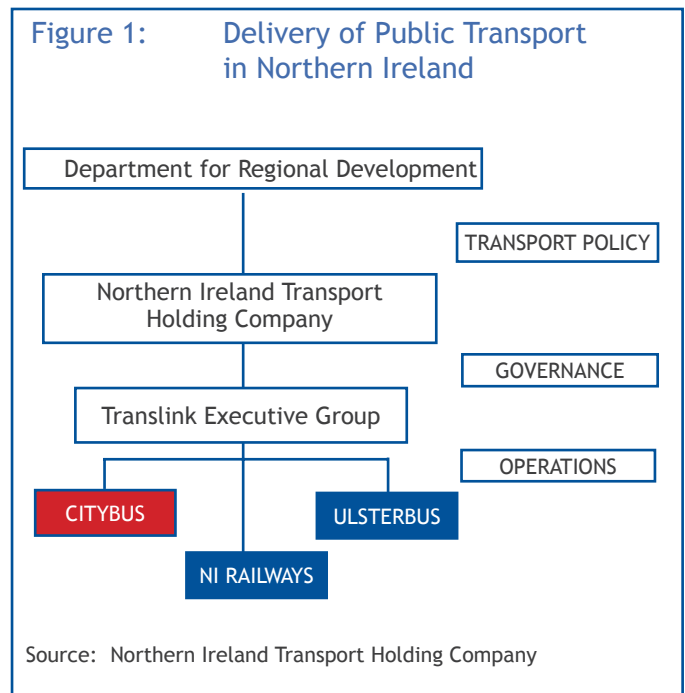 Figure 1: Delivery of Public Transport
in Northern Ireland
Department for Regional Development
TRANSPORT POLICY
Northern Ireland Transport
Holding Company
GOVERNANCE
Translink Executive Group
OPERATIONS
CITYBUS
ULSTERBUS
NI RAILWAYS
Source: Northern Ireland Transport Holding Company